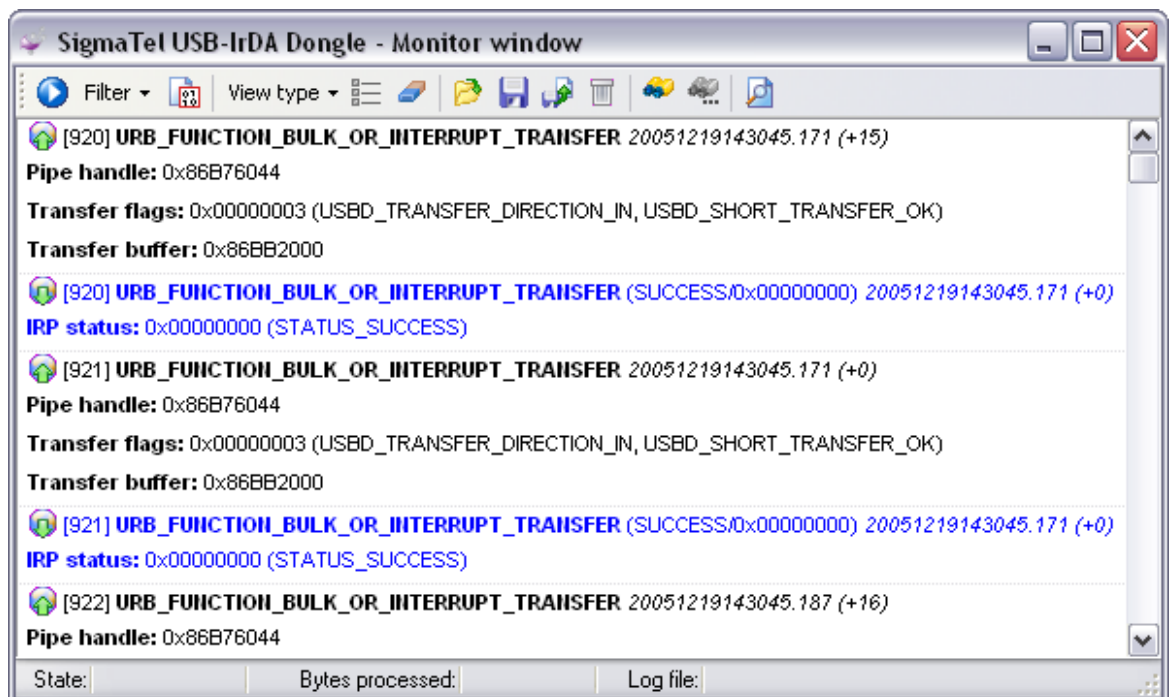 SigmaTel USB-IrDA Dongle - Monitor window
Filter View type
[920] URB_FUNCTION_BULK_OR_INTERRUPT_TRANSFER 20051219143045.171 (+15)
Pipe handle: 0x86B76044
Transfer flags: 0x00000003 (USBD_TRANSFER_DIRECTION_IN, USBD_SHORT_TRANSFER_OK)
Transfer buffer: 0x86BB2000
[920] URB_FUNCTION_BULK_OR_INTERRUPT_TRANSFER (SUCCESS/0x00000000) 20051219143045.171 (+0)
IRP status: 0x00000000 (STATUS_SUCCESS)
[921] URB_FUNCTION_BULK_OR_INTERRUPT_TRANSFER 20051219143045.171 (+0)
Pipe handle: 0x86B76044
Transfer flags: 0x00000003 (USBD_TRANSFER_DIRECTION_IN, USBD_SHORT_TRANSFER_OK)
Transfer buffer: 0x86BB2000
[921] URB_FUNCTION_BULK_OR_INTERRUPT_TRANSFER (SUCCESS/0x00000000) 20051219143045.171 (+0)
IRP status: 0x00000000 (STATUS_SUCCESS)
[922] URB_FUNCTION_BULK_OR_INTERRUPT_TRANSFER 20051219143045.187 (+16)
Pipe handle: 0x86B76044
State: Bytes processed: Log file: